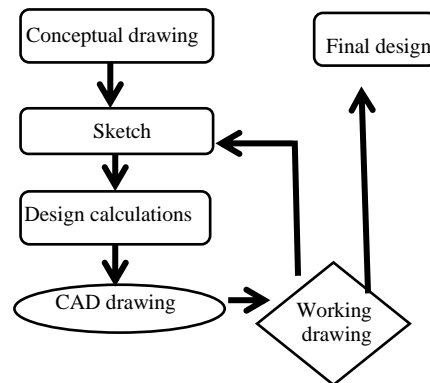 Conceptual drawing
Final design
Sketch
Design calculations
CAD drawing
Working
drawing